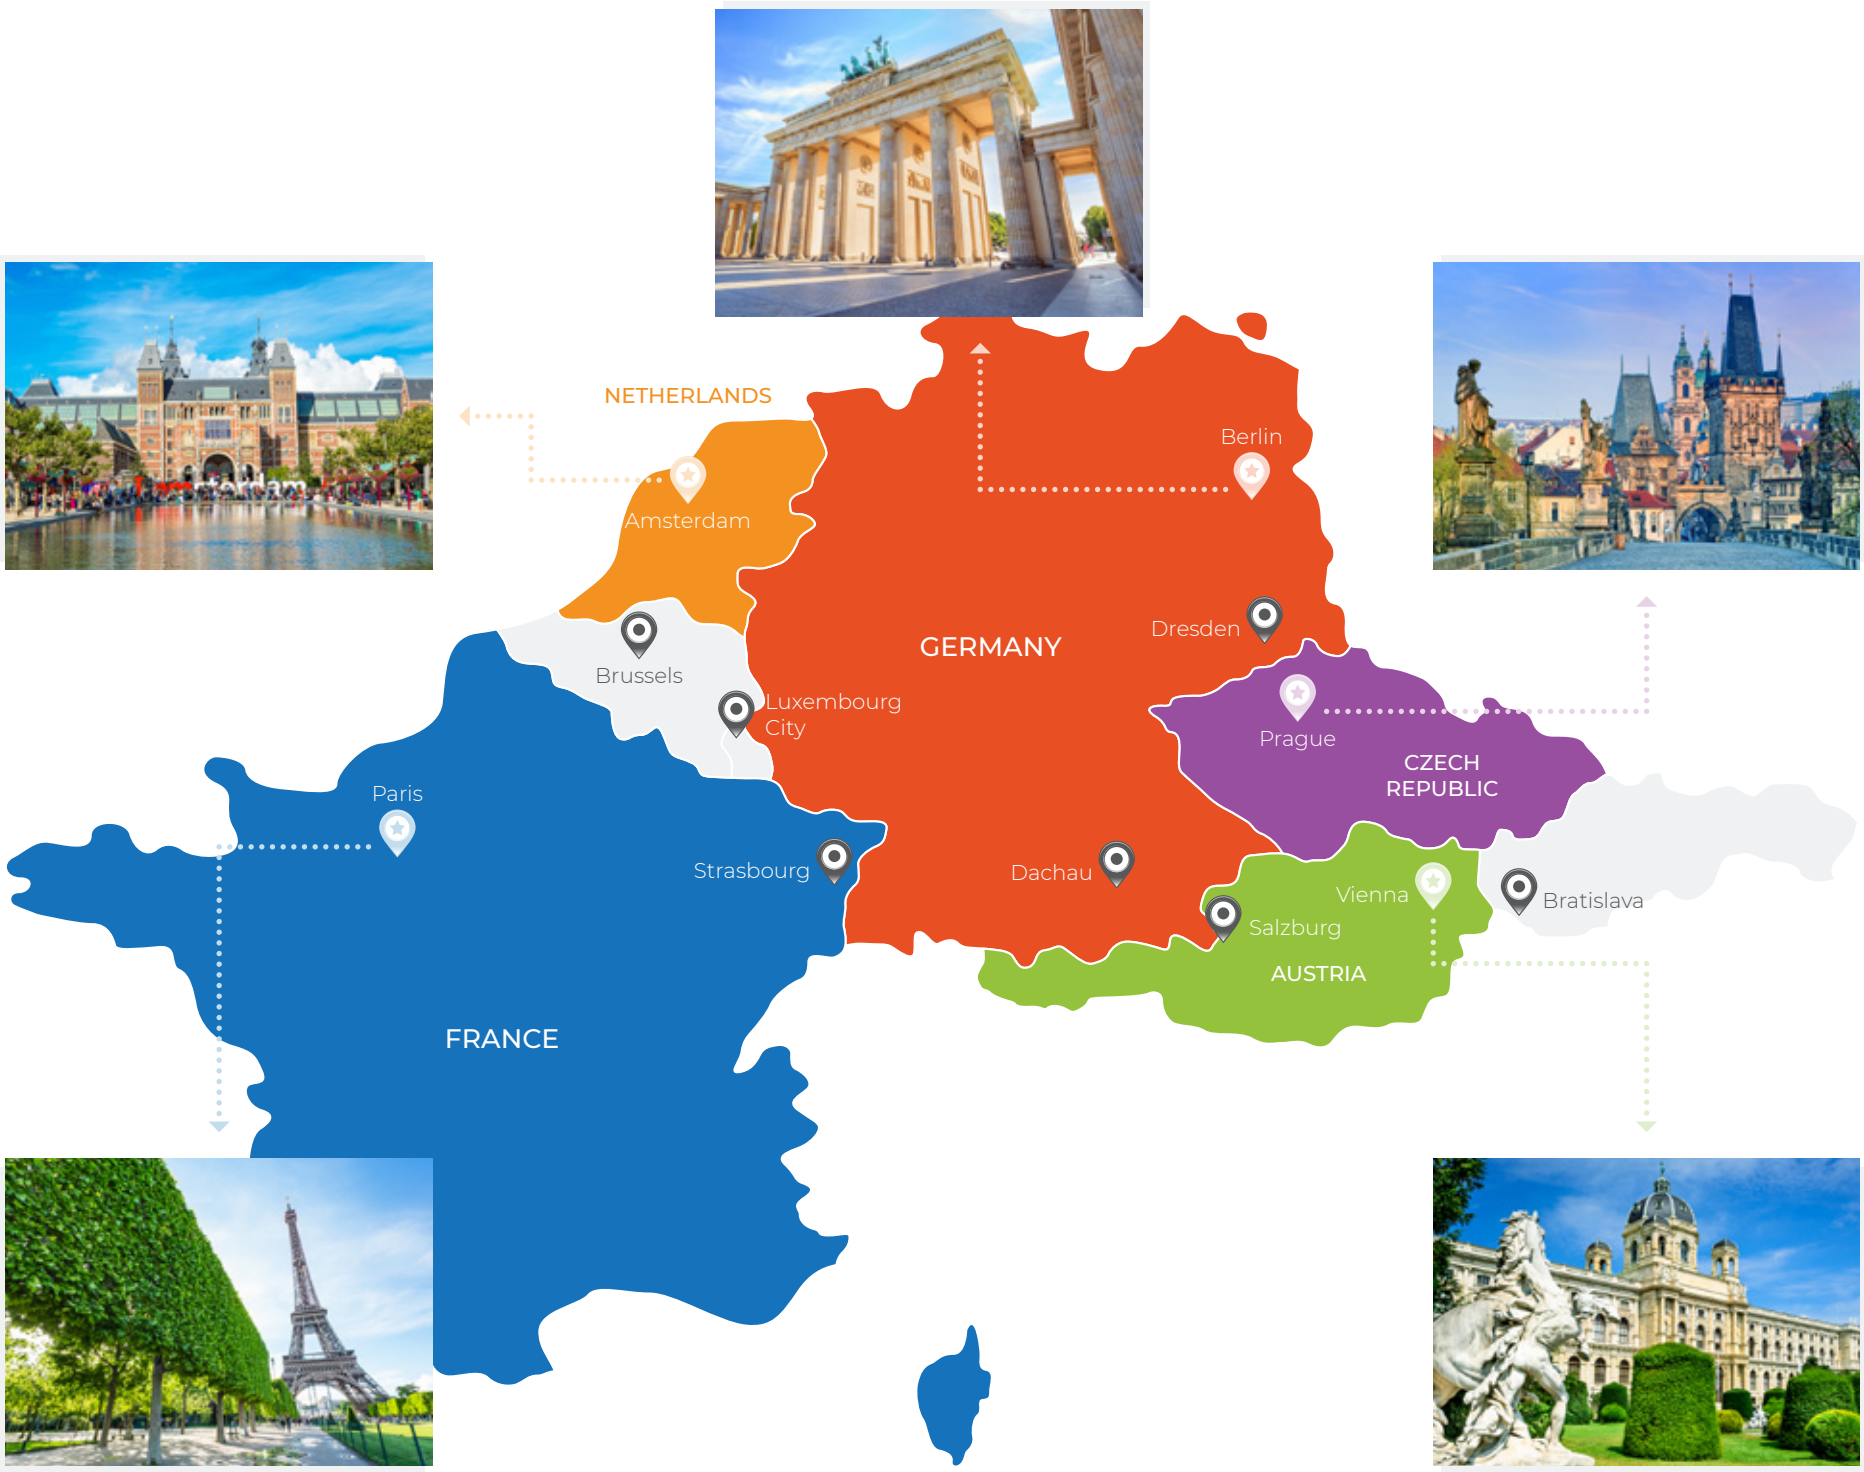 NETHERLANDS
Berlin
Amsterdam
Dresden
GERMANY
Brussels
Luxembourg
City
Prague
CZECH
REPUBLIC
Paris
Strasbourg
Dachau
Vienna
Bratislava
Salzburg
AUSTRIA
FRANCE
I amsterdam